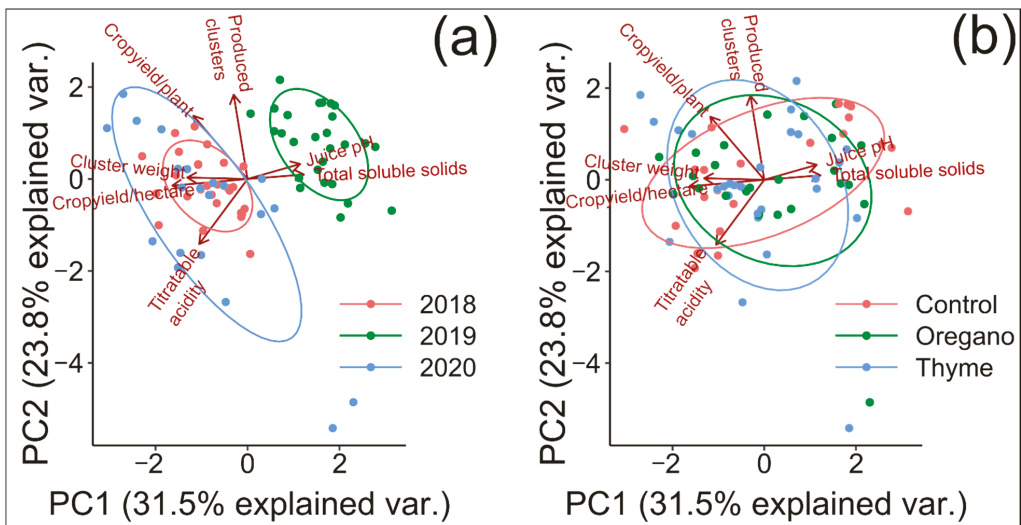 (a)
PC2 (23.8% explained var.)
2
0
−2
−4
Cropyield/plant
Produced
clusters
Juice pH
Total soluble solids
Cluster weight
Cropyield/hectare
Titratable
acidity
2018
2019
2020
−2
0
2
PC1 (31.5% explained var.)
(b)
PC2 (23.8% explained var.)
2
0
−2
−4
Cropyield/plant
Produced
clusters
Juice pH
Total soluble solids
Cluster weight
Cropyield/hectare
Titratable
acidity
Control
Oregano
Thyme
−2
0
2
PC1 (31.5% explained var.)